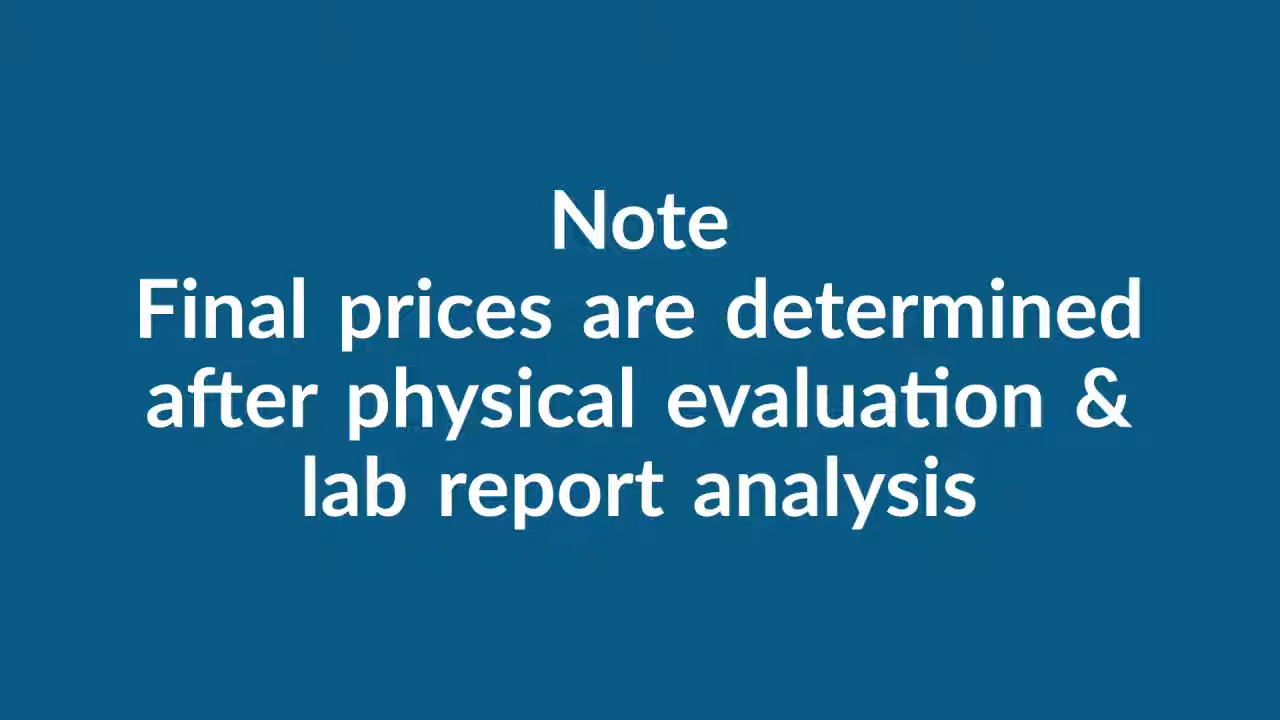 Note
Final prices are determined
after physical evaluation &
lab report analysis